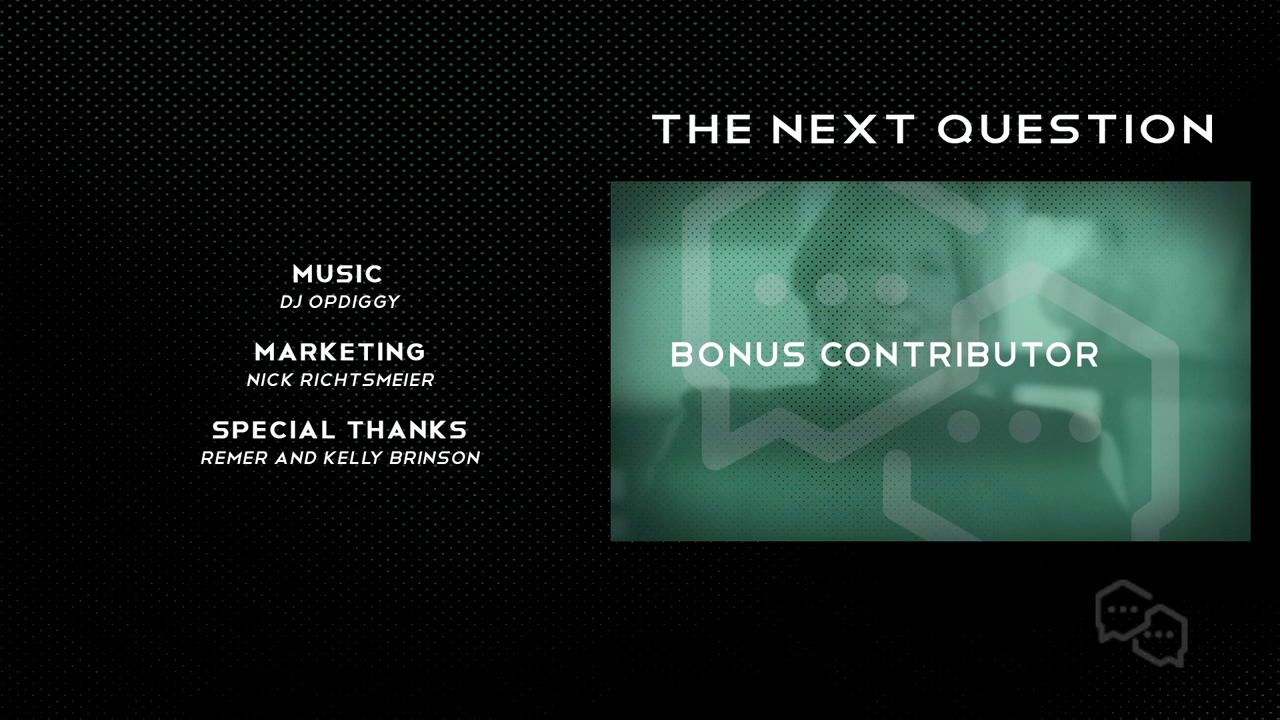 THE NEXT QUESTION
MUSIC
DJ OPDIGGY
MARKETING
NICK RICHTSMEIER
SPECIAL THANKS
REMER AND KELLY BRINSON
BONUS CONTRIBUTOR